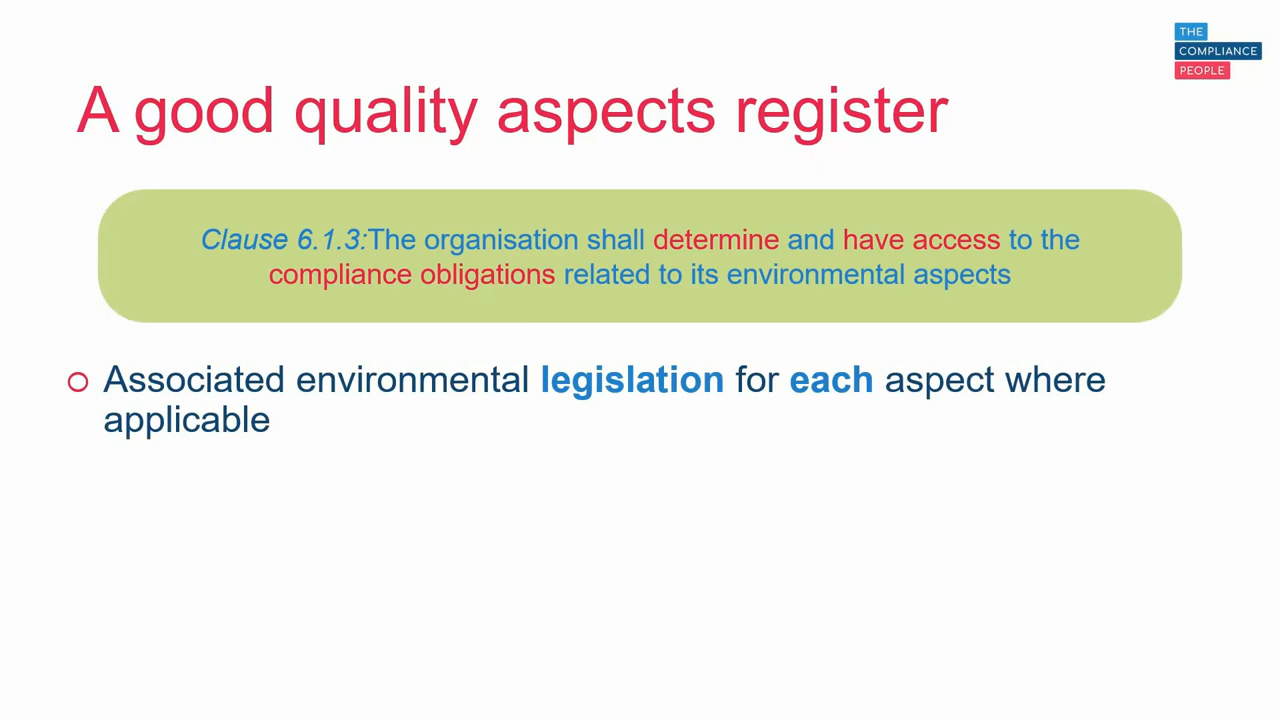 THE
COMPLIANCE
PEOPLE
A good quality aspects register
Clause 6.1.3:The organisation shall determine and have access to the
compliance obligations related to its environmental aspects
Associated environmental legislation for each aspect where
applicable